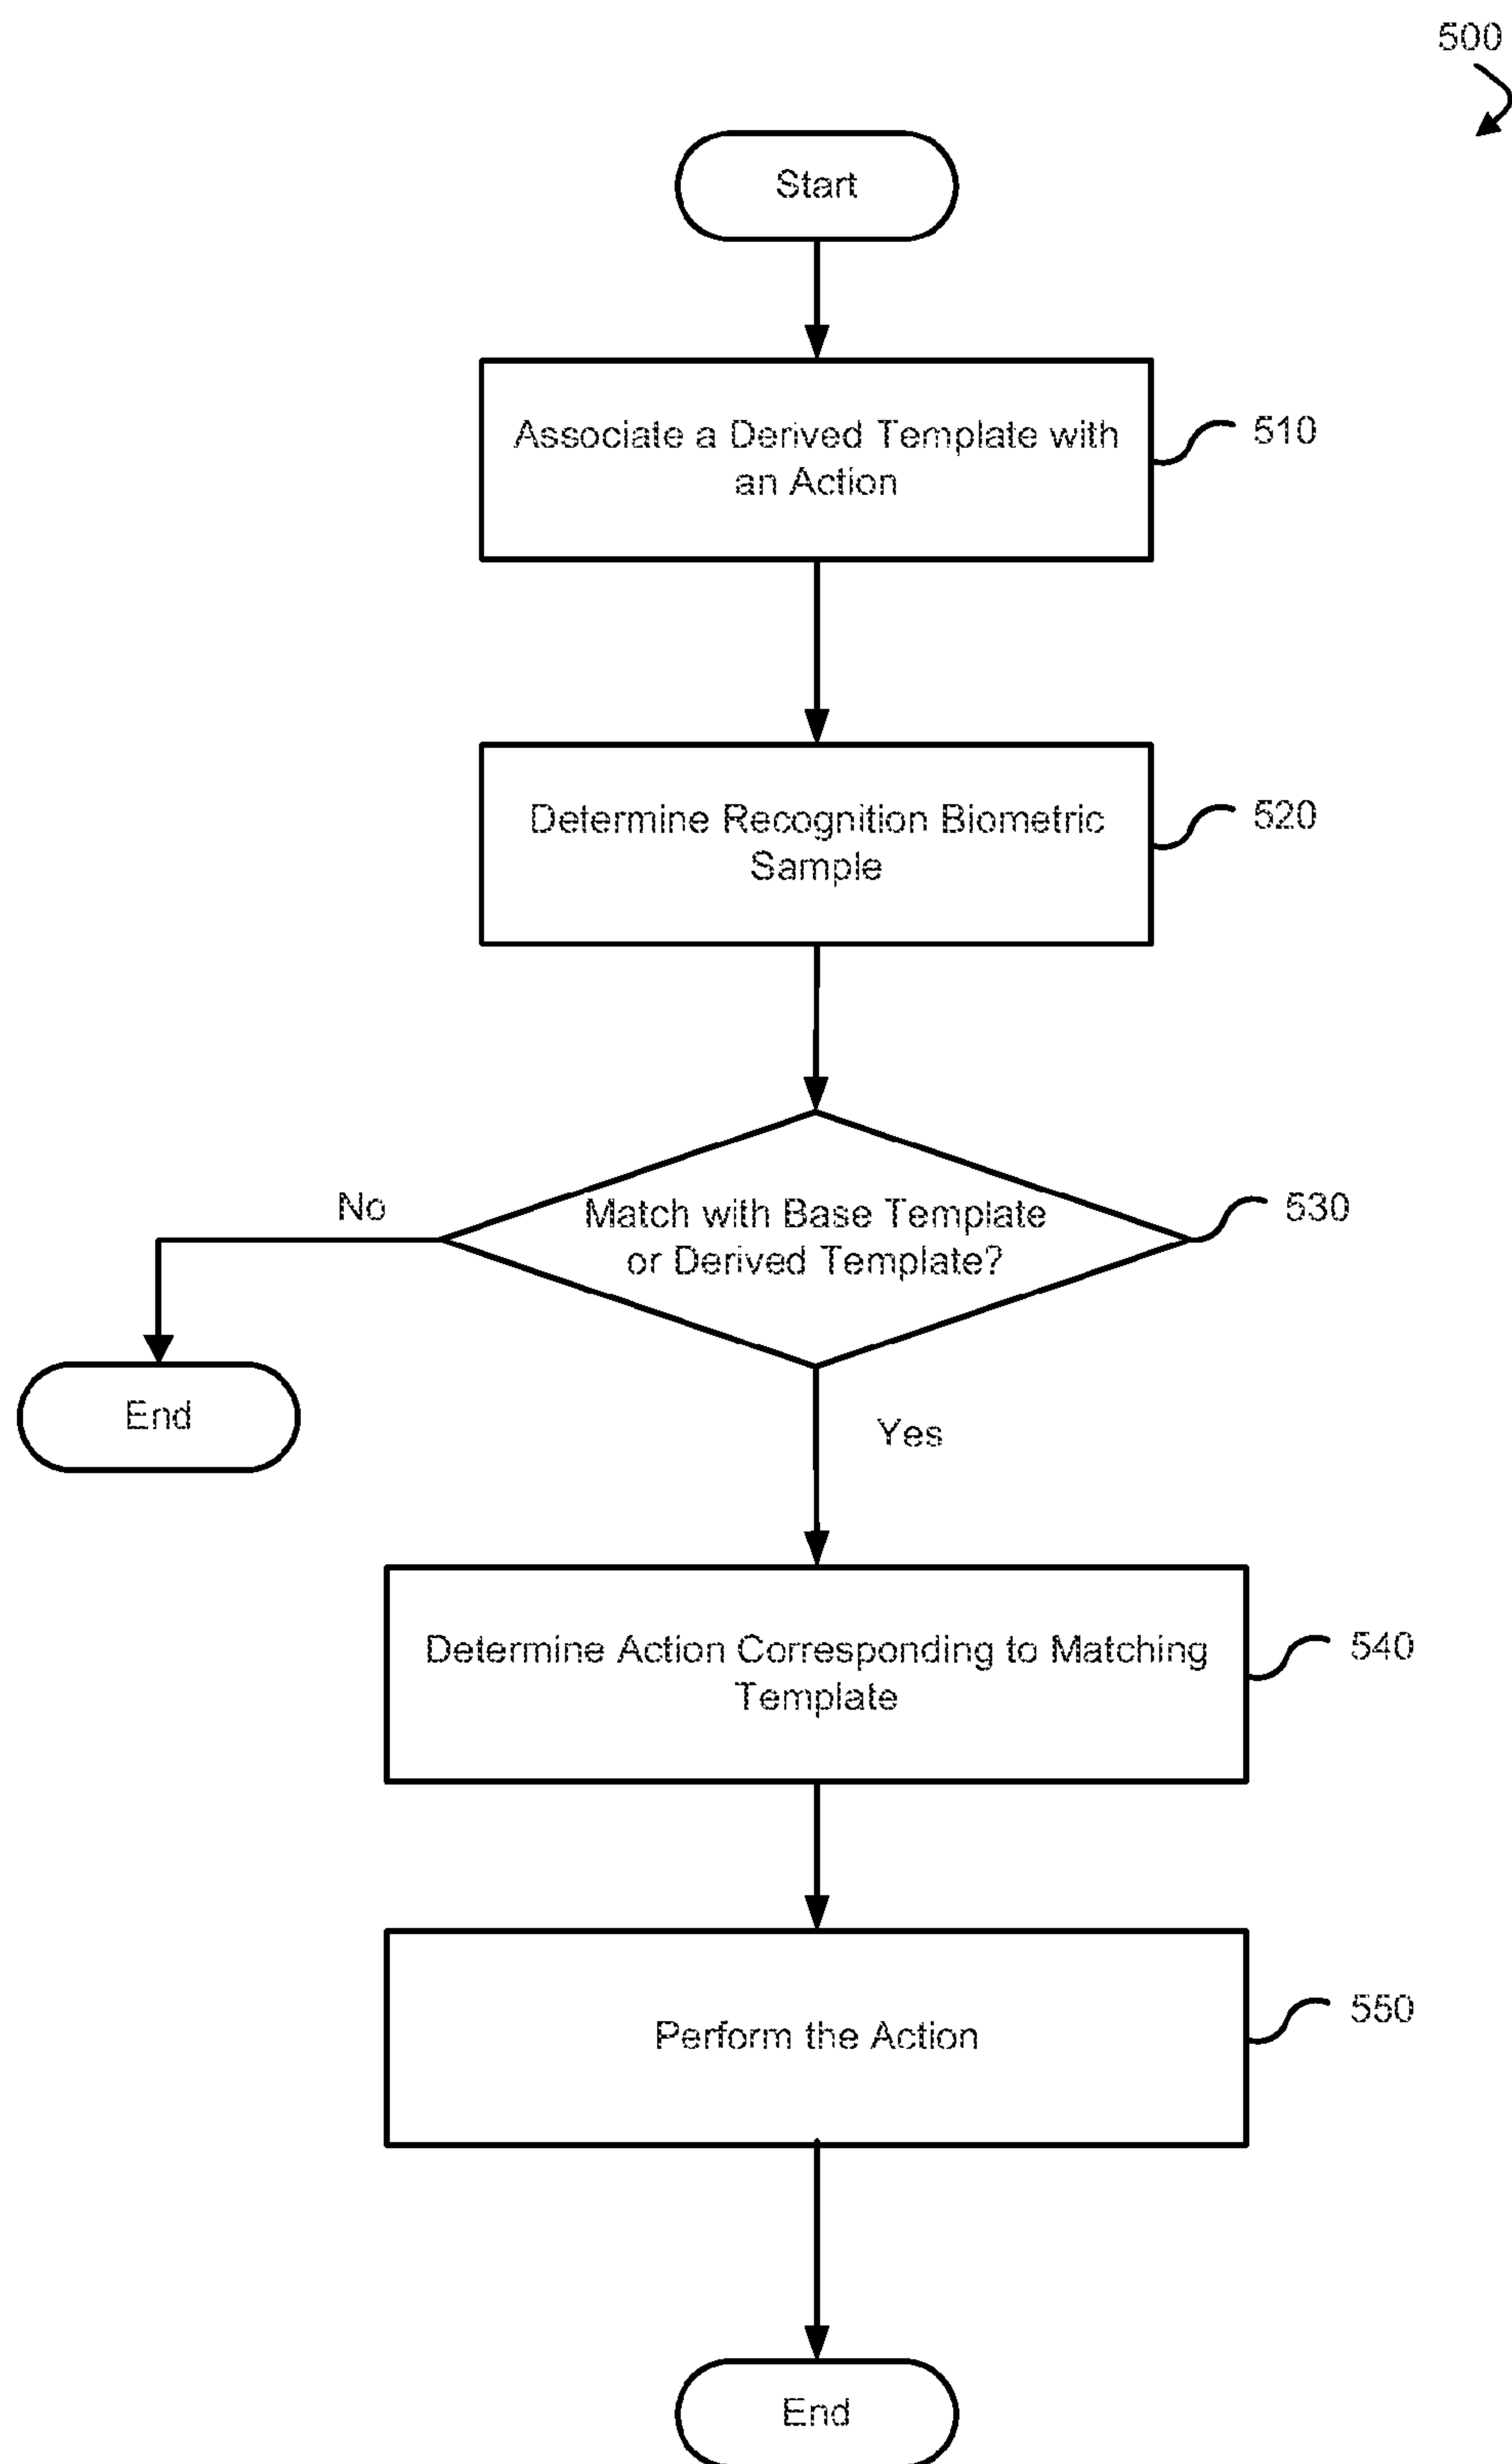 500
Start
Associate a Derived Template with
an Action
510
Determine Recognition Biometric
Sample
520
No
Match with Base Template
or Derived Template?
530
End
Yes
Determine Action Corresponding to Matching
Template
540
Perform the Action
550
End